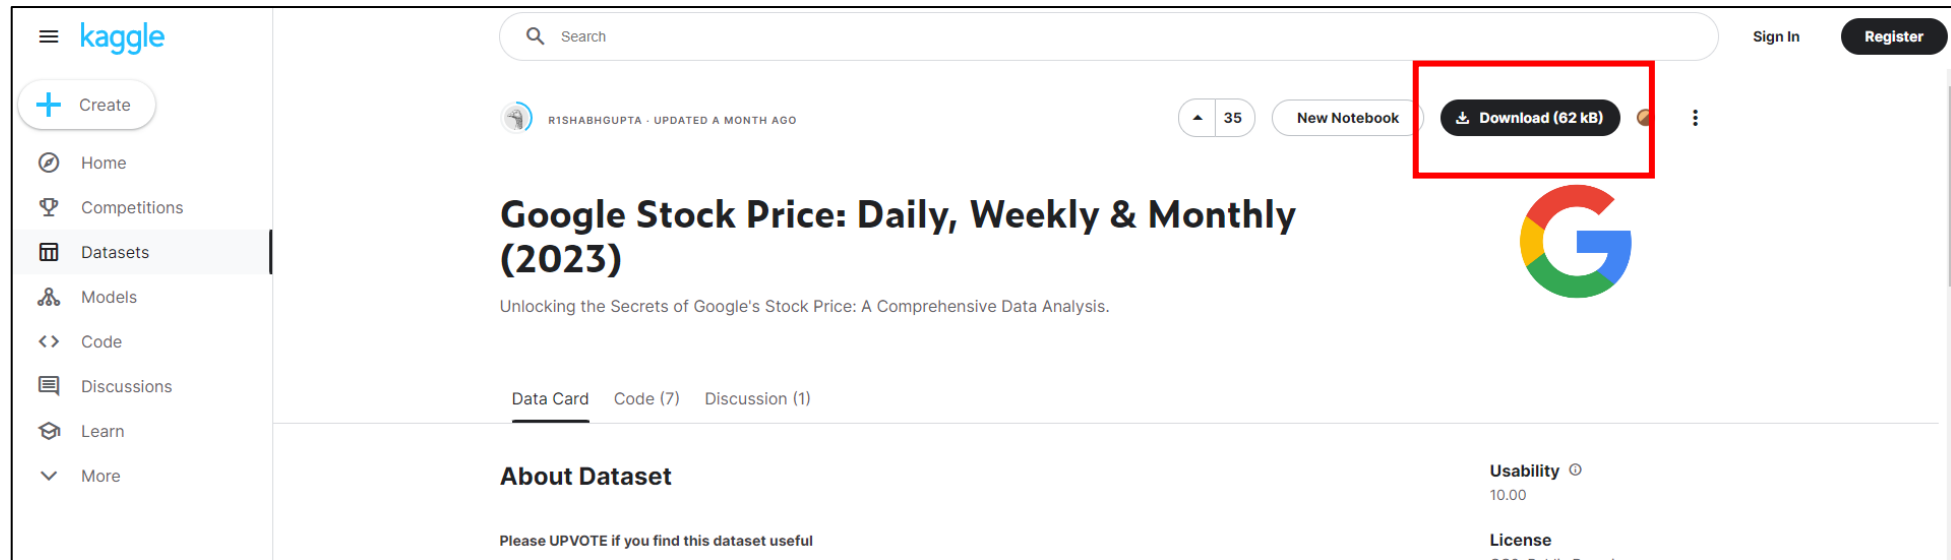 kaggle
Search
Sign In
Register
Create
R1SHABHGUPTA · UPDATED A MONTH AGO
35
New Notebook
Download (62 kB)
Home
Competitions
Datasets
Models
Code
Discussions
Learn
More
Google Stock Price: Daily, Weekly & Monthly
(2023)
Unlocking the Secrets of Google's Stock Price: A Comprehensive Data Analysis.
Data Card
Code (7)
Discussion (1)
About Dataset
Please UPVOTE if you find this dataset useful
Usability
10.00
License